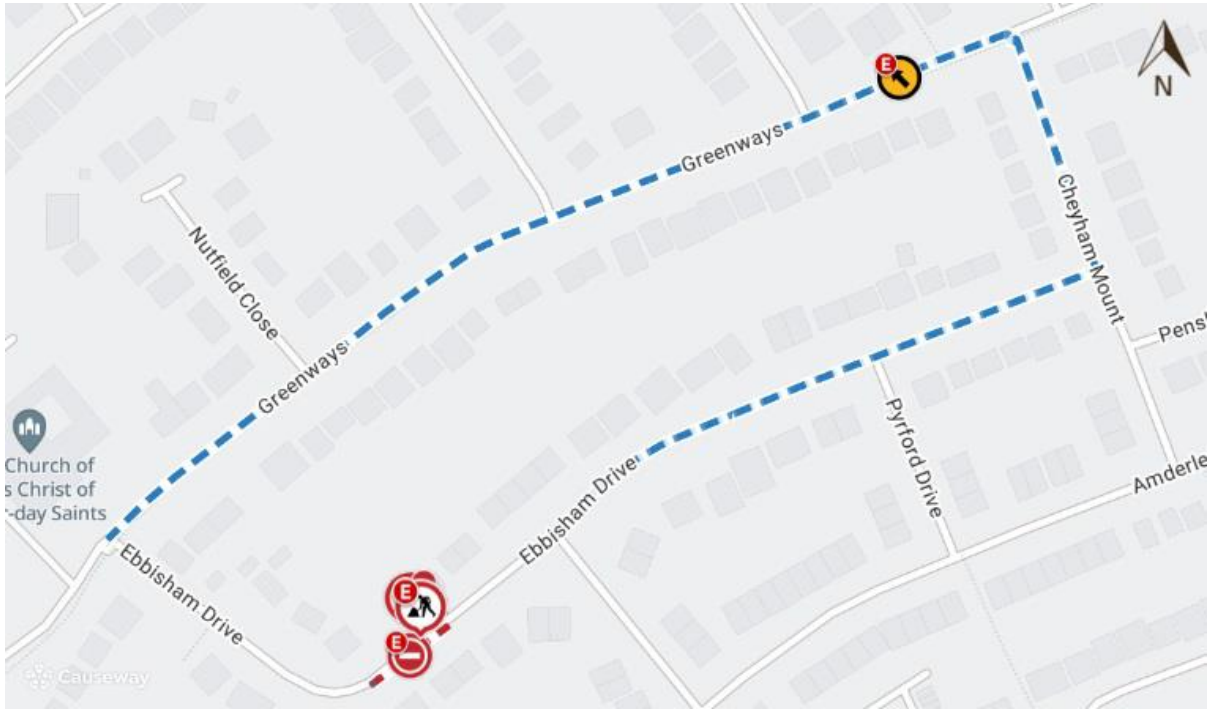 E
N
Greenways
Cheyham Mount
Nutfield Close
Greenways
Pensh
Pyrford Drive
Church of
s Christ of
-day Saints
Ebbisham Drive
Amderle
Ebbisham Drive
E
E
Causeway